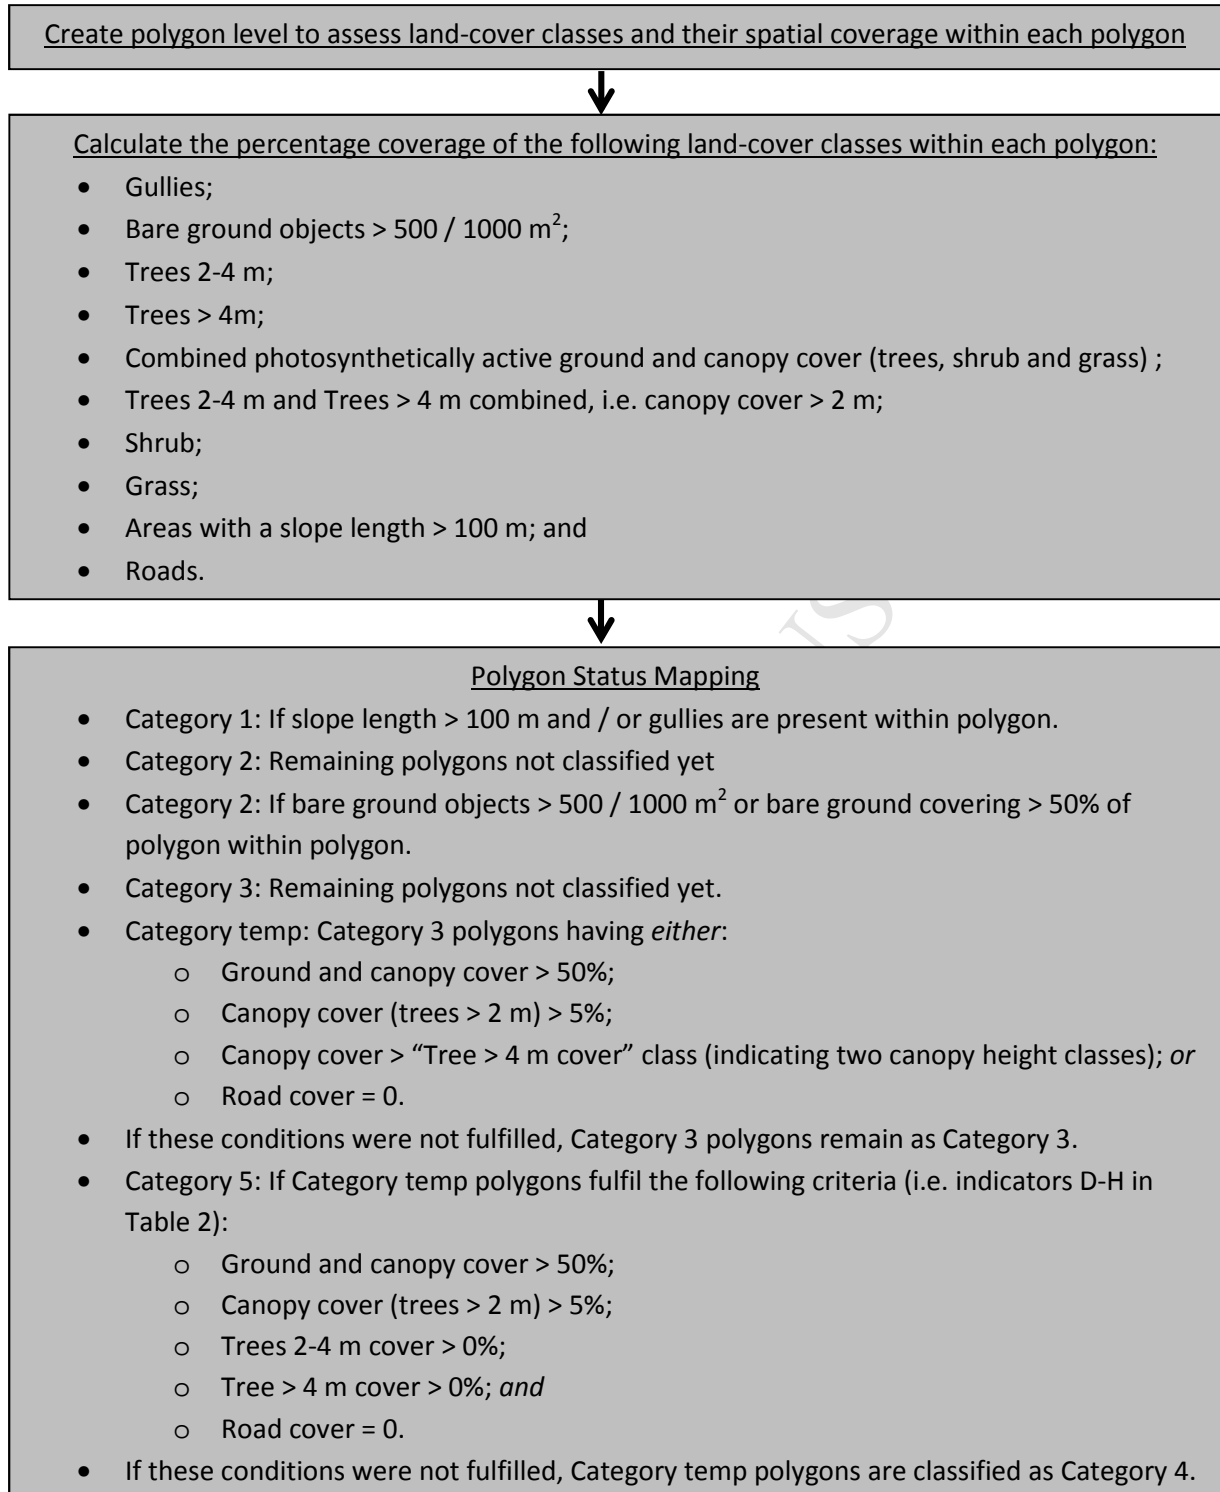 Create polygon level to assess land-cover classes and their spatial coverage within each polygon
Calculate the percentage coverage of the following land-cover classes within each polygon:
• Gullies;
• Bare ground objects > 500 / 1000 m²;
• Trees 2-4 m;
• Trees > 4m;
• Combined photosynthetically active ground and canopy cover (trees, shrub and grass) ;
• Trees 2-4 m and Trees > 4 m combined, i.e. canopy cover > 2 m;
• Shrub;
• Grass;
• Areas with a slope length > 100 m; and
• Roads.
Polygon Status Mapping
• Category 1: If slope length > 100 m and / or gullies are present within polygon.
• Category 2: Remaining polygons not classified yet
• Category 2: If bare ground objects > 500 / 1000 m² or bare ground covering > 50% of
polygon within polygon.
• Category 3: Remaining polygons not classified yet.
• Category temp: Category 3 polygons having either:
o Ground and canopy cover > 50%;
o Canopy cover (trees > 2 m) > 5%;
o Canopy cover > “Tree > 4 m cover” class (indicating two canopy height classes); or
o Road cover = 0.
• If these conditions were not fulfilled, Category 3 polygons remain as Category 3.
• Category 5: If Category temp polygons fulfil the following criteria (i.e. indicators D-H in
Table 2):
o Ground and canopy cover > 50%;
o Canopy cover (trees > 2 m) > 5%;
o Trees 2-4 m cover > 0%;
o Tree > 4 m cover > 0%; and
o Road cover = 0.
• If these conditions were not fulfilled, Category temp polygons are classified as Category 4.